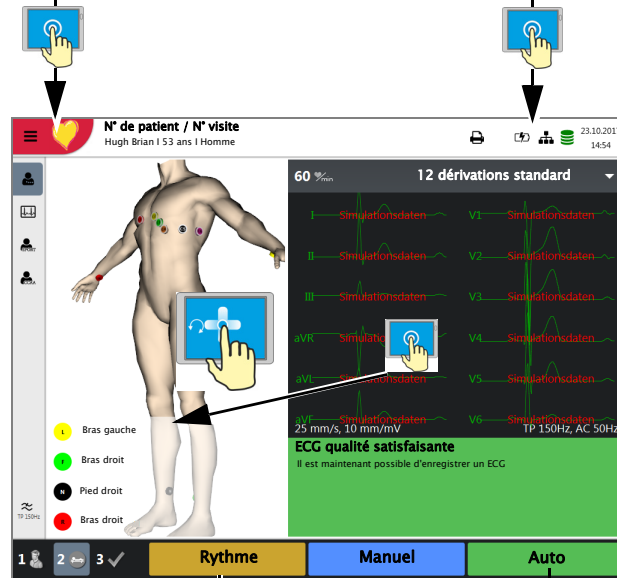 N° de patient / N° visite
Hugh Brian I 53 ans I Homme
23.10.201
14:54
60 /min
12 dérivations standard
I Simulationsdaten
V1 Simulationsdaten
II Simulationsdaten
V2 Simulationsdaten
III Simulationsdaten
V3 Simulationsdaten
aVR Simulationsdaten
V4 Simulationsdaten
aVL Simulationsdaten
V5 Simulationsdaten
aVF Simulationsdaten
V6 Simulationsdaten
25 mm/s, 10 mm/mV
TP 150Hz, AC 50Hz
L Bras gauche
F Bras droit
N Pied droit
R Bras droit
ECG qualité satisfaisante
Il est maintenant possible d'enregistrer un ECG
TP 150Hz
1 2 3
Rythme
Manuel
Auto